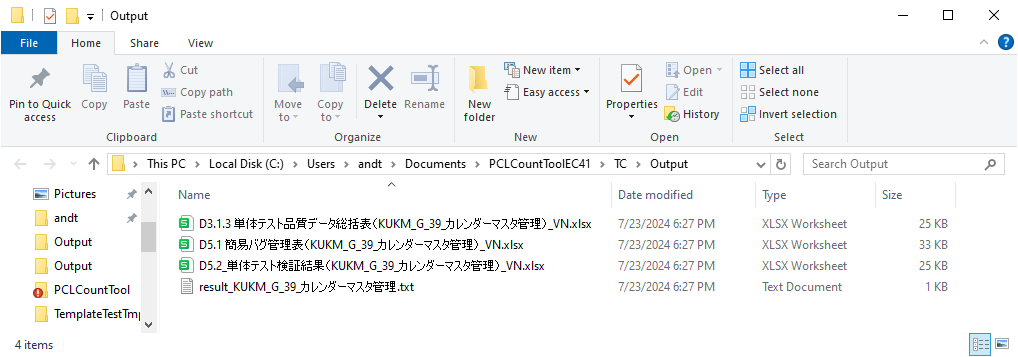 Output
File Home Share View
Pin to Quick access
Copy
Paste
Cut
Copy path
Paste shortcut
Clipboard
Move to
Copy to
Delete
Rename
Organize
New folder
New item
Easy access
New
Properties
Open
Edit
History
Open
Select all
Select none
Invert selection
Select
This PC > Local Disk (C:) > Users > andt > Documents > PCLCountToolEC41 > TC > Output
Search Output
Pictures
andt
Output
Output
PCLCountTool
TemplateTestTmp
Name Date modified Type Size
D3.1.3 単体テスト品質データ総括表（KUKM_G_39_カレンダーマスタ管理）_VN.xlsx 7/23/2024 6:27 PM XLSX Worksheet 25 KB
D5.1 簡易バグ管理表（KUKM_G_39_カレンダーマスタ管理）_VN.xlsx 7/23/2024 6:27 PM XLSX Worksheet 33 KB
D5.2_単体テスト検証結果（KUKM_G_39_カレンダーマスタ管理）_VN.xlsx 7/23/2024 6:27 PM XLSX Worksheet 25 KB
result_KUKM_G_39_カレンダーマスタ管理.txt 7/23/2024 6:27 PM Text Document 1 KB
4 items